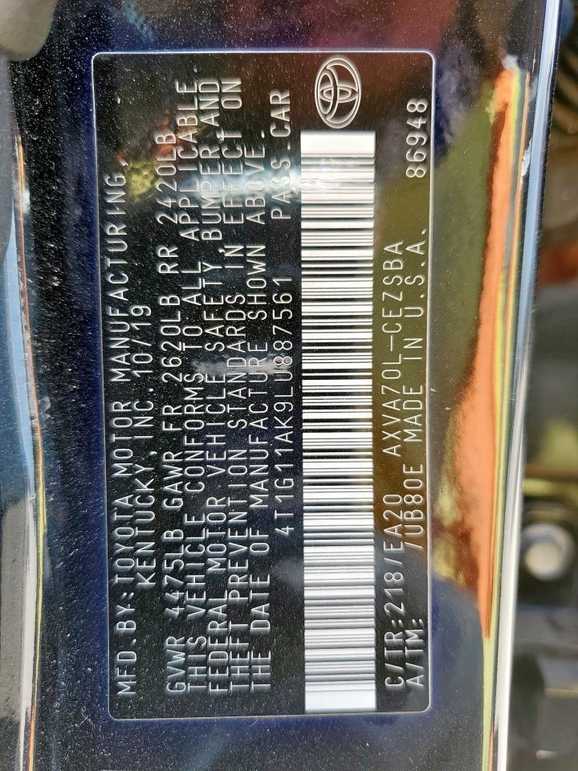 MFD. BY: TOYOTA MOTOR MANUFACTURING,
KENTUCKY, INC. 10/19
GVWR 4475LB GAWR FR 2620LB RR 2420LB
THIS VEHICLE CONFORMS TO ALL APPLICABLE
FEDERAL MOTOR VEHICLE SAFETY, BUMPER, AND
THEFT PREVENTION STANDARDS IN EFFECT ON
THE DATE OF MANUFACTURE SHOWN ABOVE.
4T1G11AK9LU887561 PASS. CAR
C/TR: 218/EA20 AXVA70L-CEZSBA
A/TM: /UB80E MADE IN U.S.A. 86948